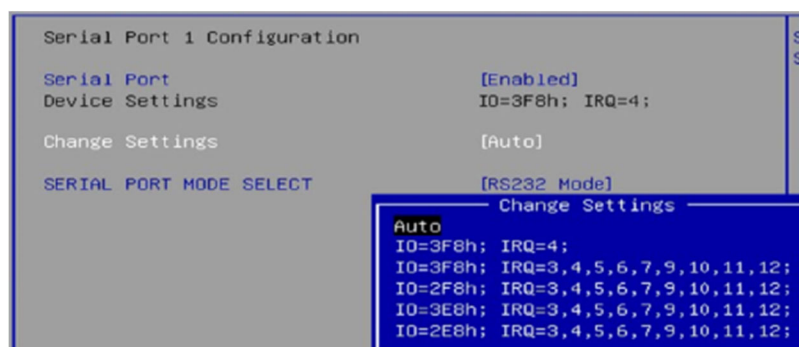 Serial Port 1 Configuration
Serial Port [Enabled]
Device Settings IO=3F8h; IRQ=4;
Change Settings [Auto]
SERIAL PORT MODE SELECT [RS232 Mode]
Change Settings
Auto
IO=3F8h; IRQ=4;
IO=3F8h; IRQ=3,4,5,6,7,9,10,11,12;
IO=2F8h; IRQ=3,4,5,6,7,9,10,11,12;
IO=3E8h; IRQ=3,4,5,6,7,9,10,11,12;
IO=2E8h; IRQ=3,4,5,6,7,9,10,11,12;